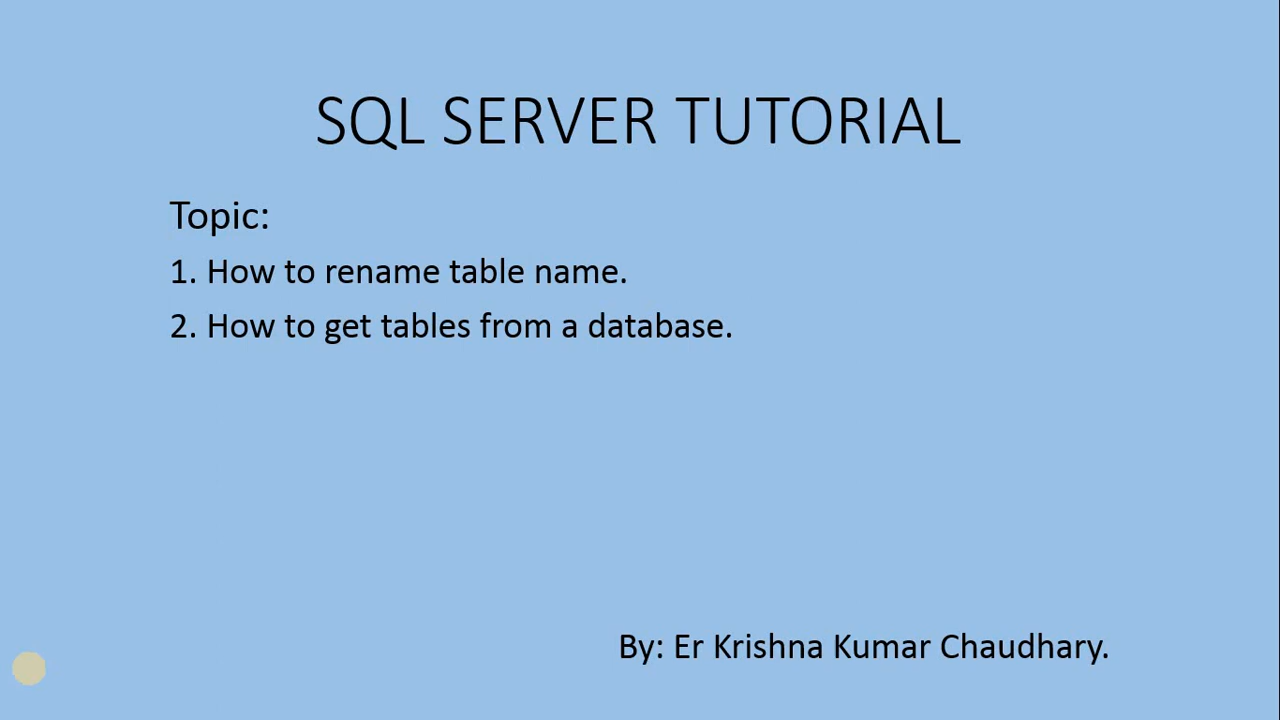 SQL SERVER TUTORIAL
Topic:
1. How to rename table name.
2. How to get tables from a database.
By: Er Krishna Kumar Chaudhary.